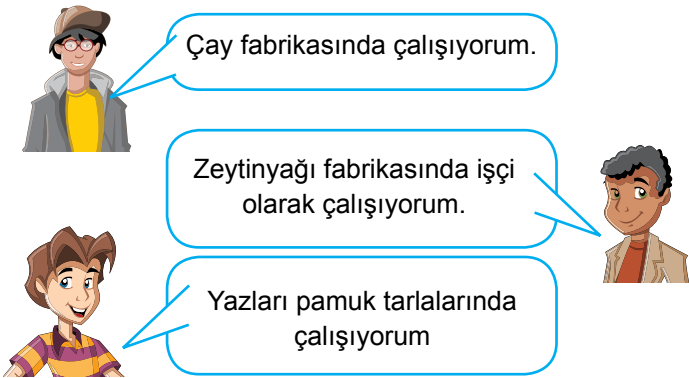 Çay fabrikasında çalışıyorum.
Zeytinyağı fabrikasında işçi
olarak çalışıyorum.
Yazları pamuk tarlalarında
çalışıyorum